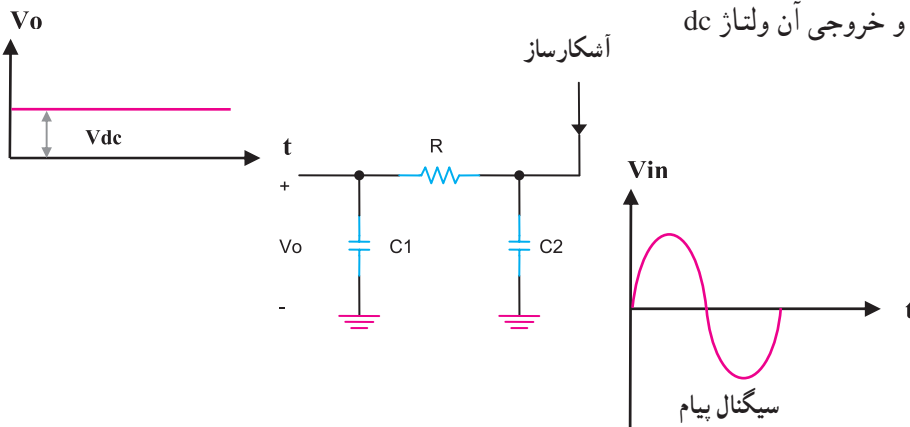 و خروجی آن ولتاژ dc
Vo
آشکارساز
Vdc
t
R
Vin
+
Vo
C1
C2
-
t
سیگنال پیام